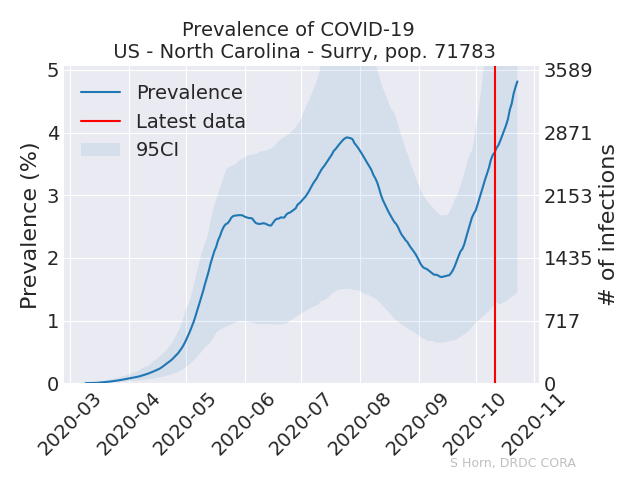 Prevalence of COVID-19
US - North Carolina - Surry, pop. 71783
Prevalence
Latest data
95CI
Prevalence (%)
5
4
3
2
1
0
3589
2871
2153
1435
717
0
# of infections
2020-03
2020-04
2020-05
2020-06
2020-07
2020-08
2020-09
2020-10
2020-11
S Horn, DRDC CORA